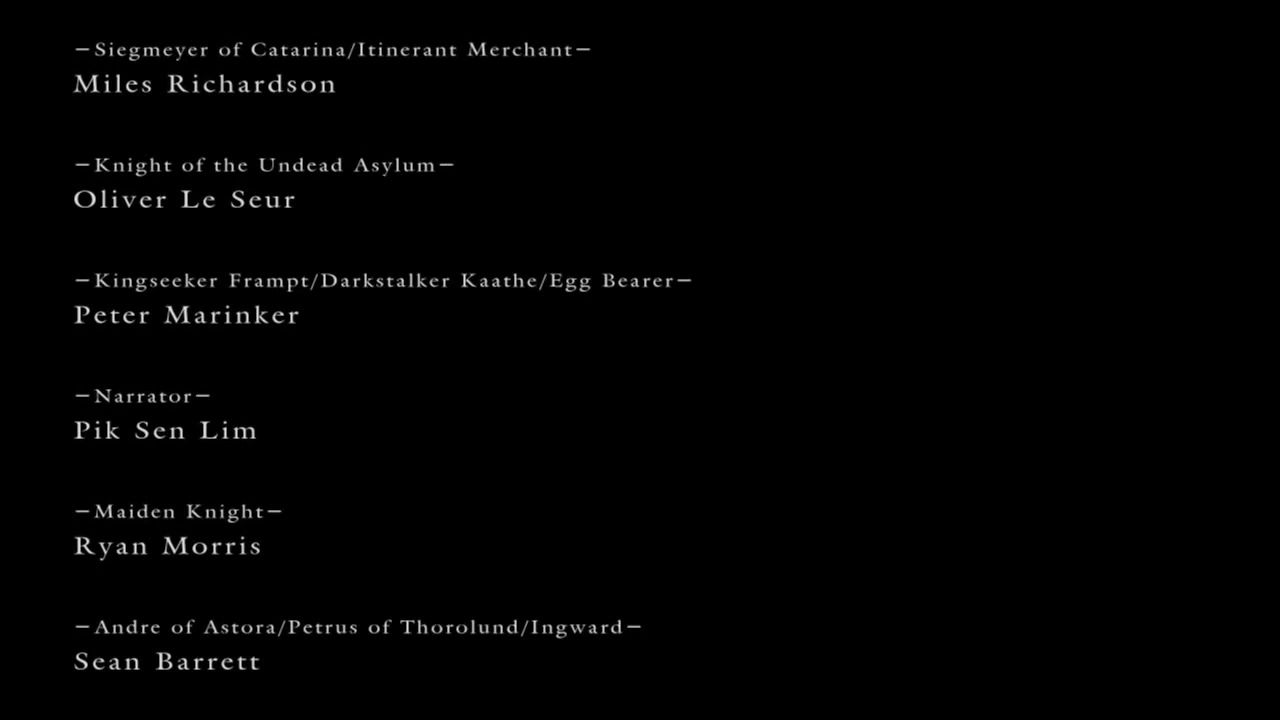 –Siegmeyer of Catarina/Itinerant Merchant–
Miles Richardson
–Knight of the Undead Asylum–
Oliver Le Seur
–Kingseeker Frampt/Darkstalker Kaathe/Egg Bearer–
Peter Marinker
–Narrator–
Pik Sen Lim
–Maiden Knight–
Ryan Morris
–Andre of Astora/Petrus of Thorolund/Ingward–
Sean Barrett